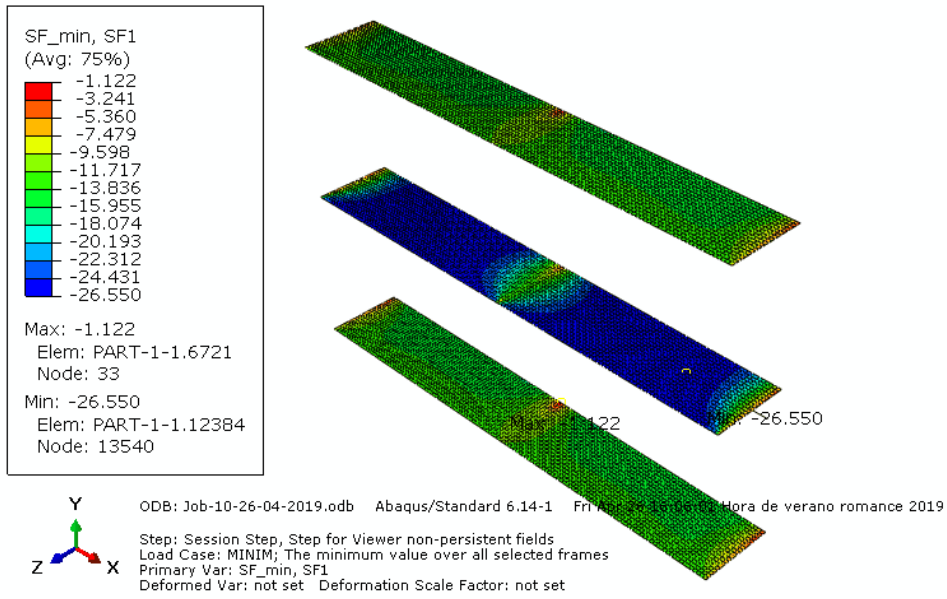 SF_min, SF1
(Avg: 75%)
-1.122
-3.241
-5.360
-7.479
-9.598
-11.717
-13.836
-15.955
-18.074
-20.193
-22.312
-24.431
-26.550
Max: -1.122
Elem: PART-1-1.6721
Node: 33
Min: -26.550
Elem: PART-1-1.12384
Node: 13540
Max: -1.122
Min: -26.550
Y
Z
X
ODB: Job-10-26-04-2019.odb Abaqus/Standard 6.14-1 Fri Apr 26 Hora de verano romance 2019
Step: Session Step, Step for Viewer non-persistent fields
Load Case: MINIM; The minimum value over all selected frames
Primary Var: SF_min, SF1
Deformed Var: not set Deformation Scale Factor: not set